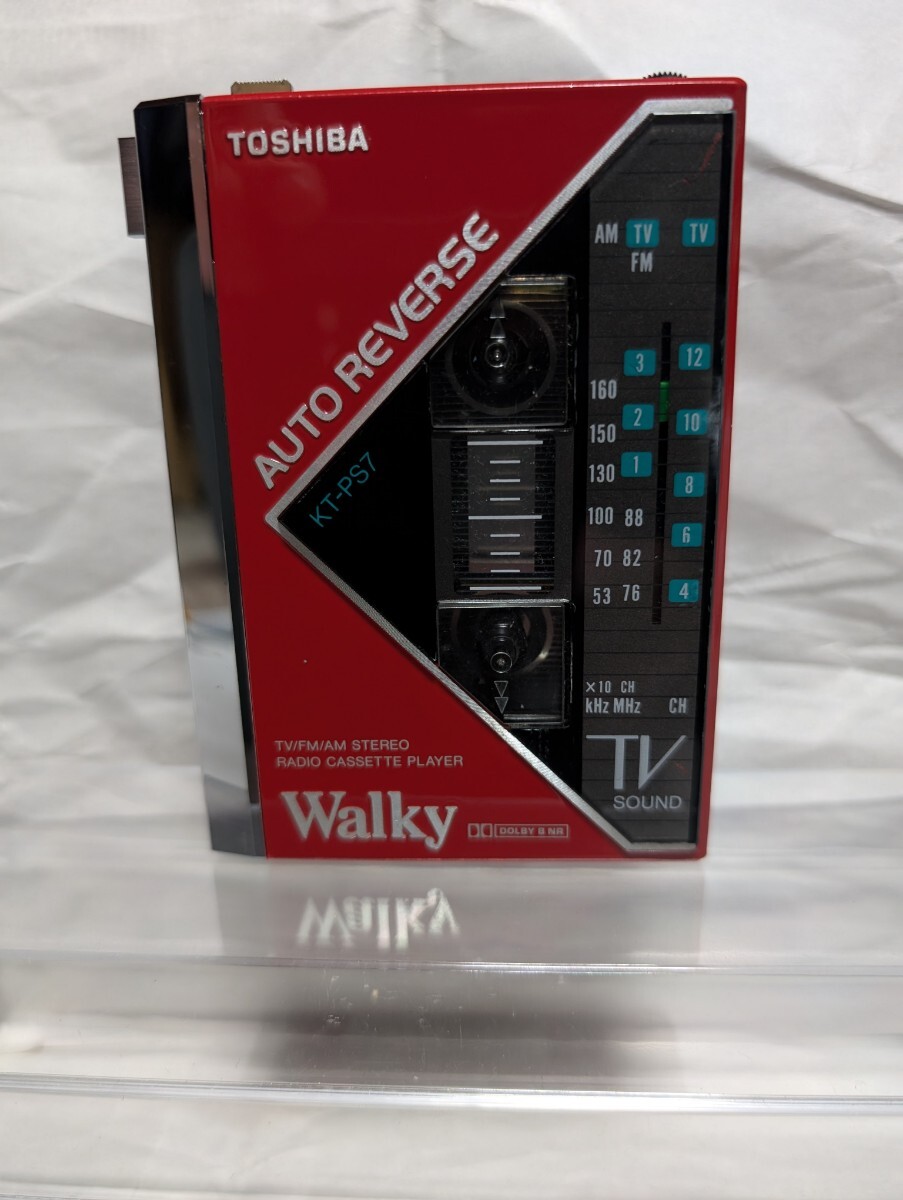 TOSHIBA
AUTO REVERSE
KT-PS7
AM TV TV
FM
3 12
160
2 10
150
1
130 8
100 88
6
70 82
53 76 4
×10 CH
kHz MHz CH
TV
SOUND
TV/FM/AM STEREO
RADIO CASSETTE PLAYER
Walky DOLBY B NR